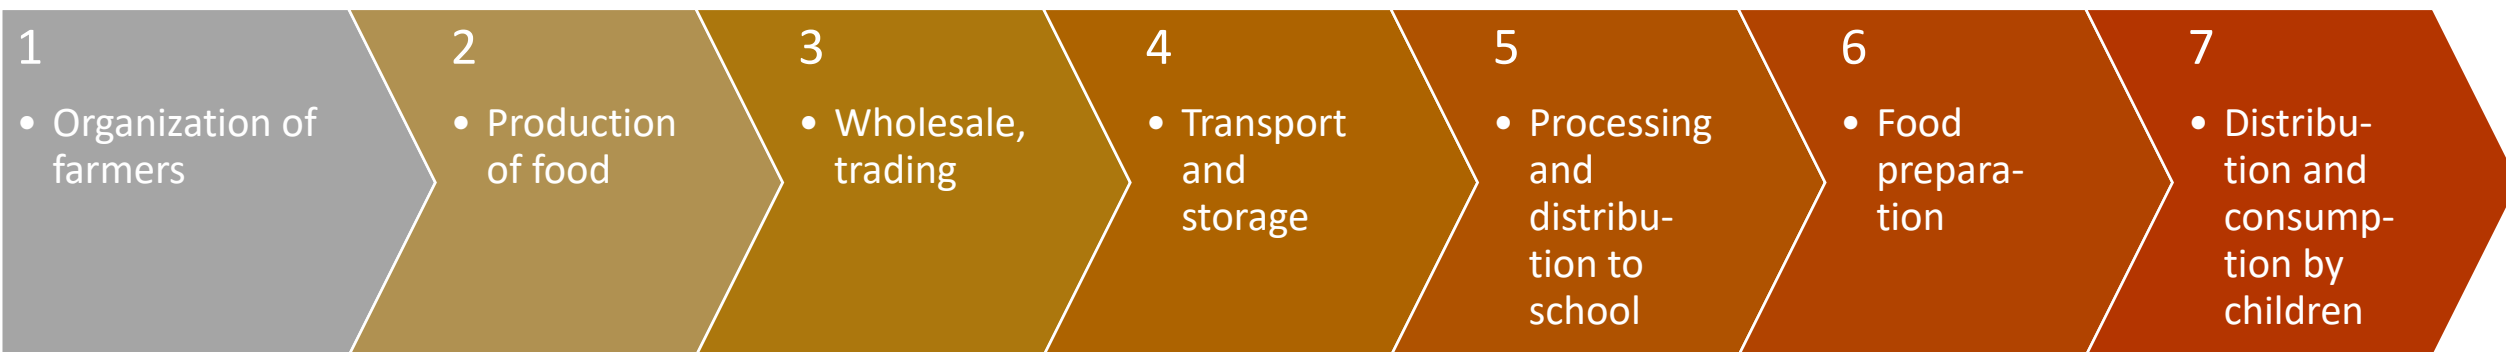 1
• Organization of
farmers
2
• Production
of food
3
• Wholesale,
trading
4
• Transport
and
storage
5
• Processing
and
distribu-
tion to
school
6
• Food
prepara-
tion
7
• Distribu-
tion and
consump-
tion by
children